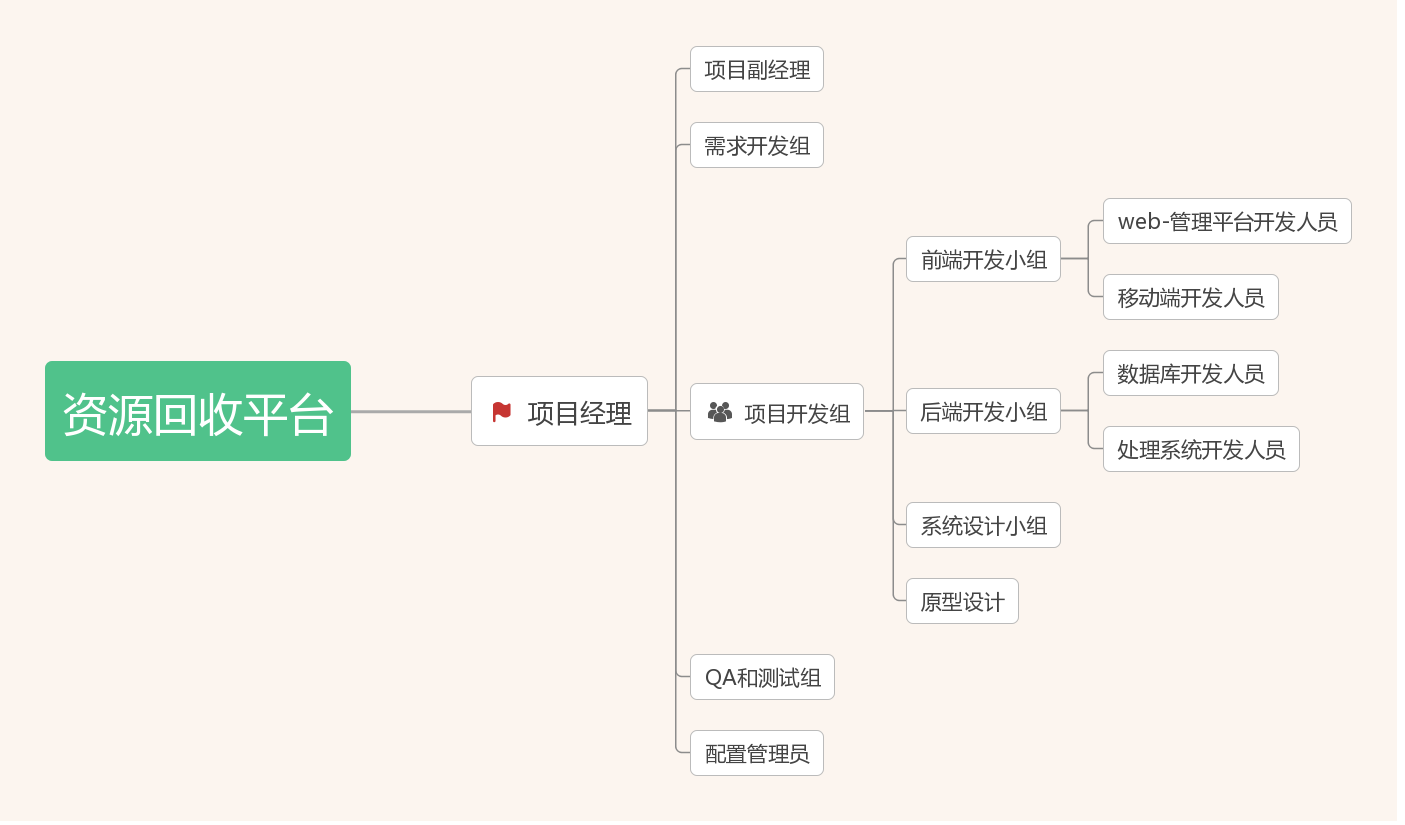 资源回收平台
项目经理
项目副经理
需求开发组
项目开发组
前端开发小组
web-管理平台开发人员
移动端开发人员
后端开发小组
数据库开发人员
处理系统开发人员
系统设计小组
原型设计
QA和测试组
配置管理员